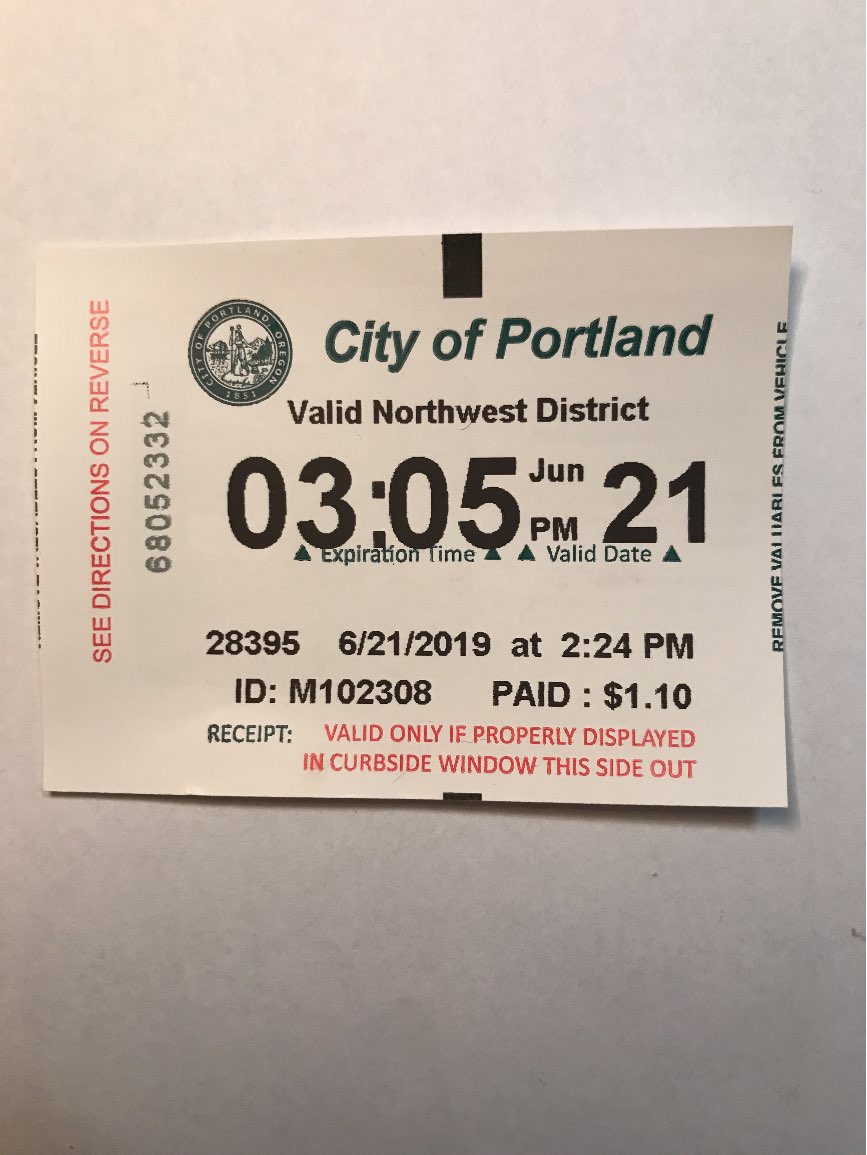 CITY OF PORTLAND, OREGON
1851
City of Portland
Valid Northwest District
03:05 Jun PM 21
▲ Expiration Time ▲ ▲ Valid Date ▲
28395 6/21/2019 at 2:24 PM
ID: M102308 PAID : $1.10
RECEIPT: VALID ONLY IF PROPERLY DISPLAYED
IN CURBSIDE WINDOW THIS SIDE OUT
SEE DIRECTIONS ON REVERSE
68052332
REMOVE VALUABLES FROM VEHICLE